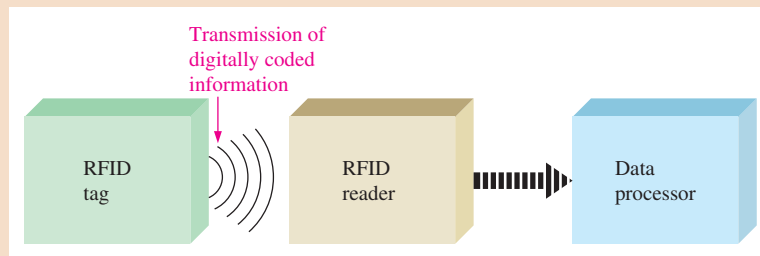 Transmission of
digitally coded
information
RFID
tag
RFID
reader
Data
processor